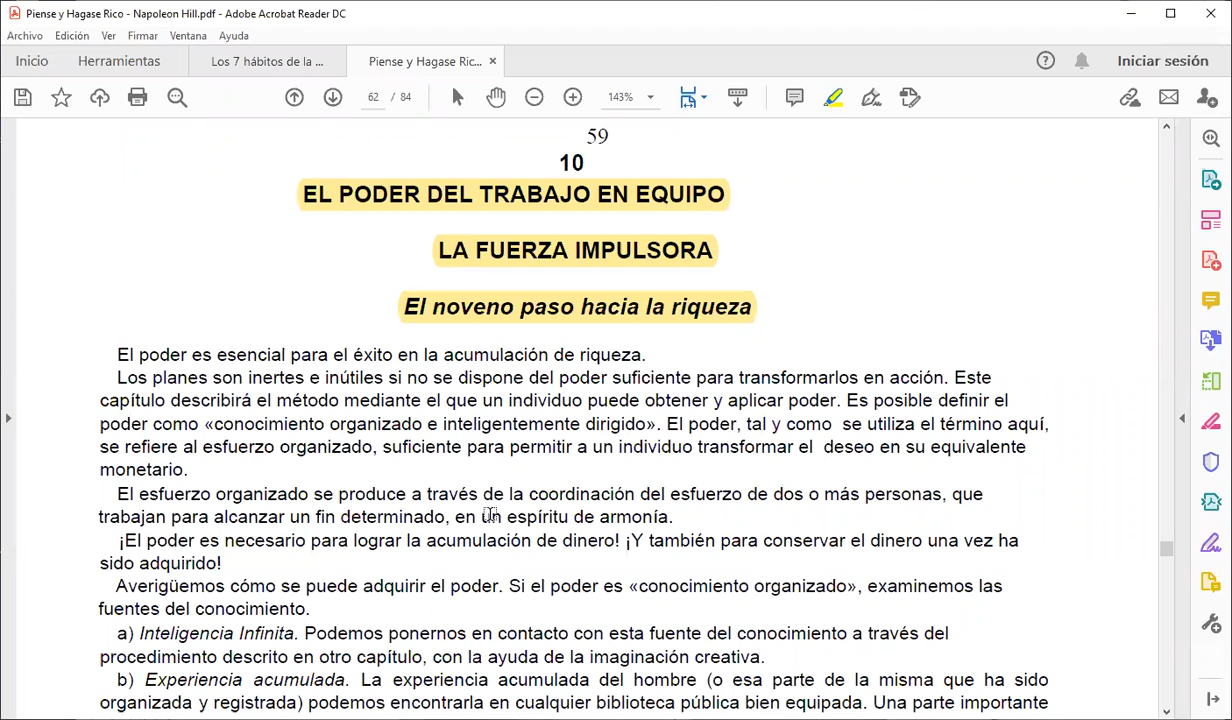 Piense y Hagase Rico - Napoleon Hill.pdf - Adobe Acrobat Reader DC
Archivo Edición Ver Firmar Ventana Ayuda
Inicio Herramientas Los 7 hábitos de la ... Piense y Hagase Ric... × Iniciar sesión
62 / 84 143%
59
10
EL PODER DEL TRABAJO EN EQUIPO
LA FUERZA IMPULSORA
El noveno paso hacia la riqueza
El poder es esencial para el éxito en la acumulación de riqueza.
Los planes son inertes e inútiles si no se dispone del poder suficiente para transformarlos en acción. Este
capítulo describirá el método mediante el que un individuo puede obtener y aplicar poder. Es posible definir el
poder como «conocimiento organizado e inteligentemente dirigido». El poder, tal y como se utiliza el término aquí,
se refiere al esfuerzo organizado, suficiente para permitir a un individuo transformar el deseo en su equivalente
monetario.
El esfuerzo organizado se produce a través de la coordinación del esfuerzo de dos o más personas, que
trabajan para alcanzar un fin determinado, en un espíritu de armonía.
¡El poder es necesario para lograr la acumulación de dinero! ¡Y también para conservar el dinero una vez ha
sido adquirido!
Averigüemos cómo se puede adquirir el poder. Si el poder es «conocimiento organizado», examinemos las
fuentes del conocimiento.
a) Inteligencia Infinita. Podemos ponernos en contacto con esta fuente del conocimiento a través del
procedimiento descrito en otro capítulo, con la ayuda de la imaginación creativa.
b) Experiencia acumulada. La experiencia acumulada del hombre (o esa parte de la misma que ha sido
organizada y registrada) podemos encontrarla en cualquier biblioteca pública bien equipada. Una parte importante